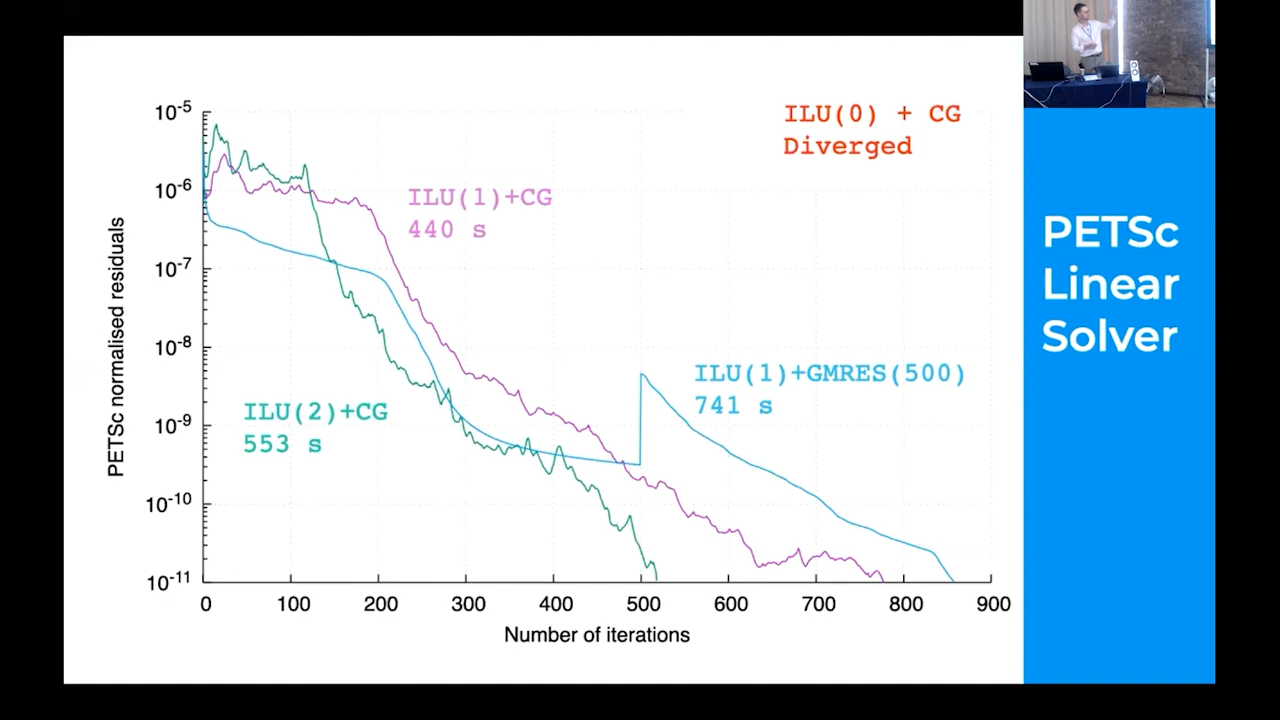 10-5
10-6
10-7
10-8
10-9
10-10
10-11
PETSc normalised residuals
0 100 200 300 400 500 600 700 800 900
Number of iterations
ILU(0) + CG
Diverged
ILU(1)+CG
440 s
ILU(1)+GMRES(500)
741 s
ILU(2)+CG
553 s
PETSc
Linear
Solver